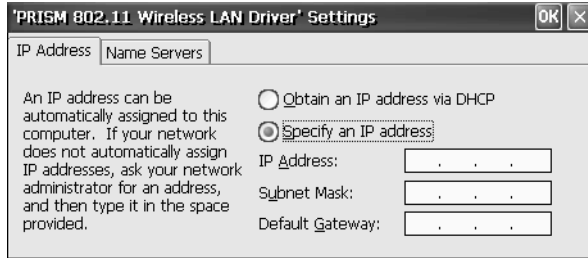 'PRISM 802.11 Wireless LAN Driver' Settings OK ×
IP Address Name Servers
An IP address can be
automatically assigned to this
computer. If your network
does not automatically assign
IP addresses, ask your network
administrator for an address,
and then type it in the space
provided.
Obtain an IP address via DHCP
Specify an IP address
IP Address: . . .
Subnet Mask: . . .
Default Gateway: . . .